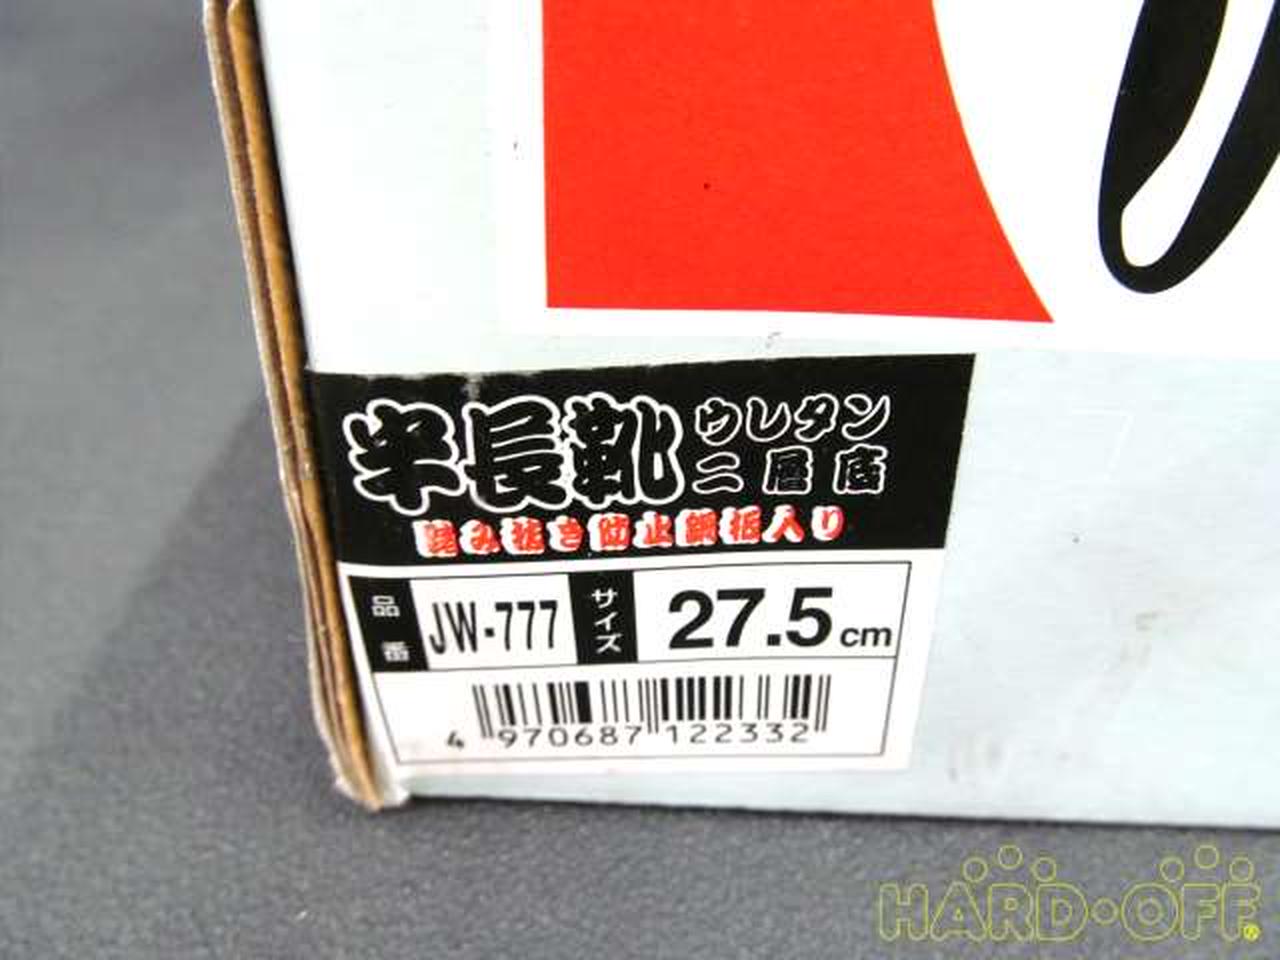 半長靴
ウレタン
二層底
踏み抜き防止鋼板入り
品番 JW-777 サイズ 27.5cm
4 970687 122332
HARD・OFF®